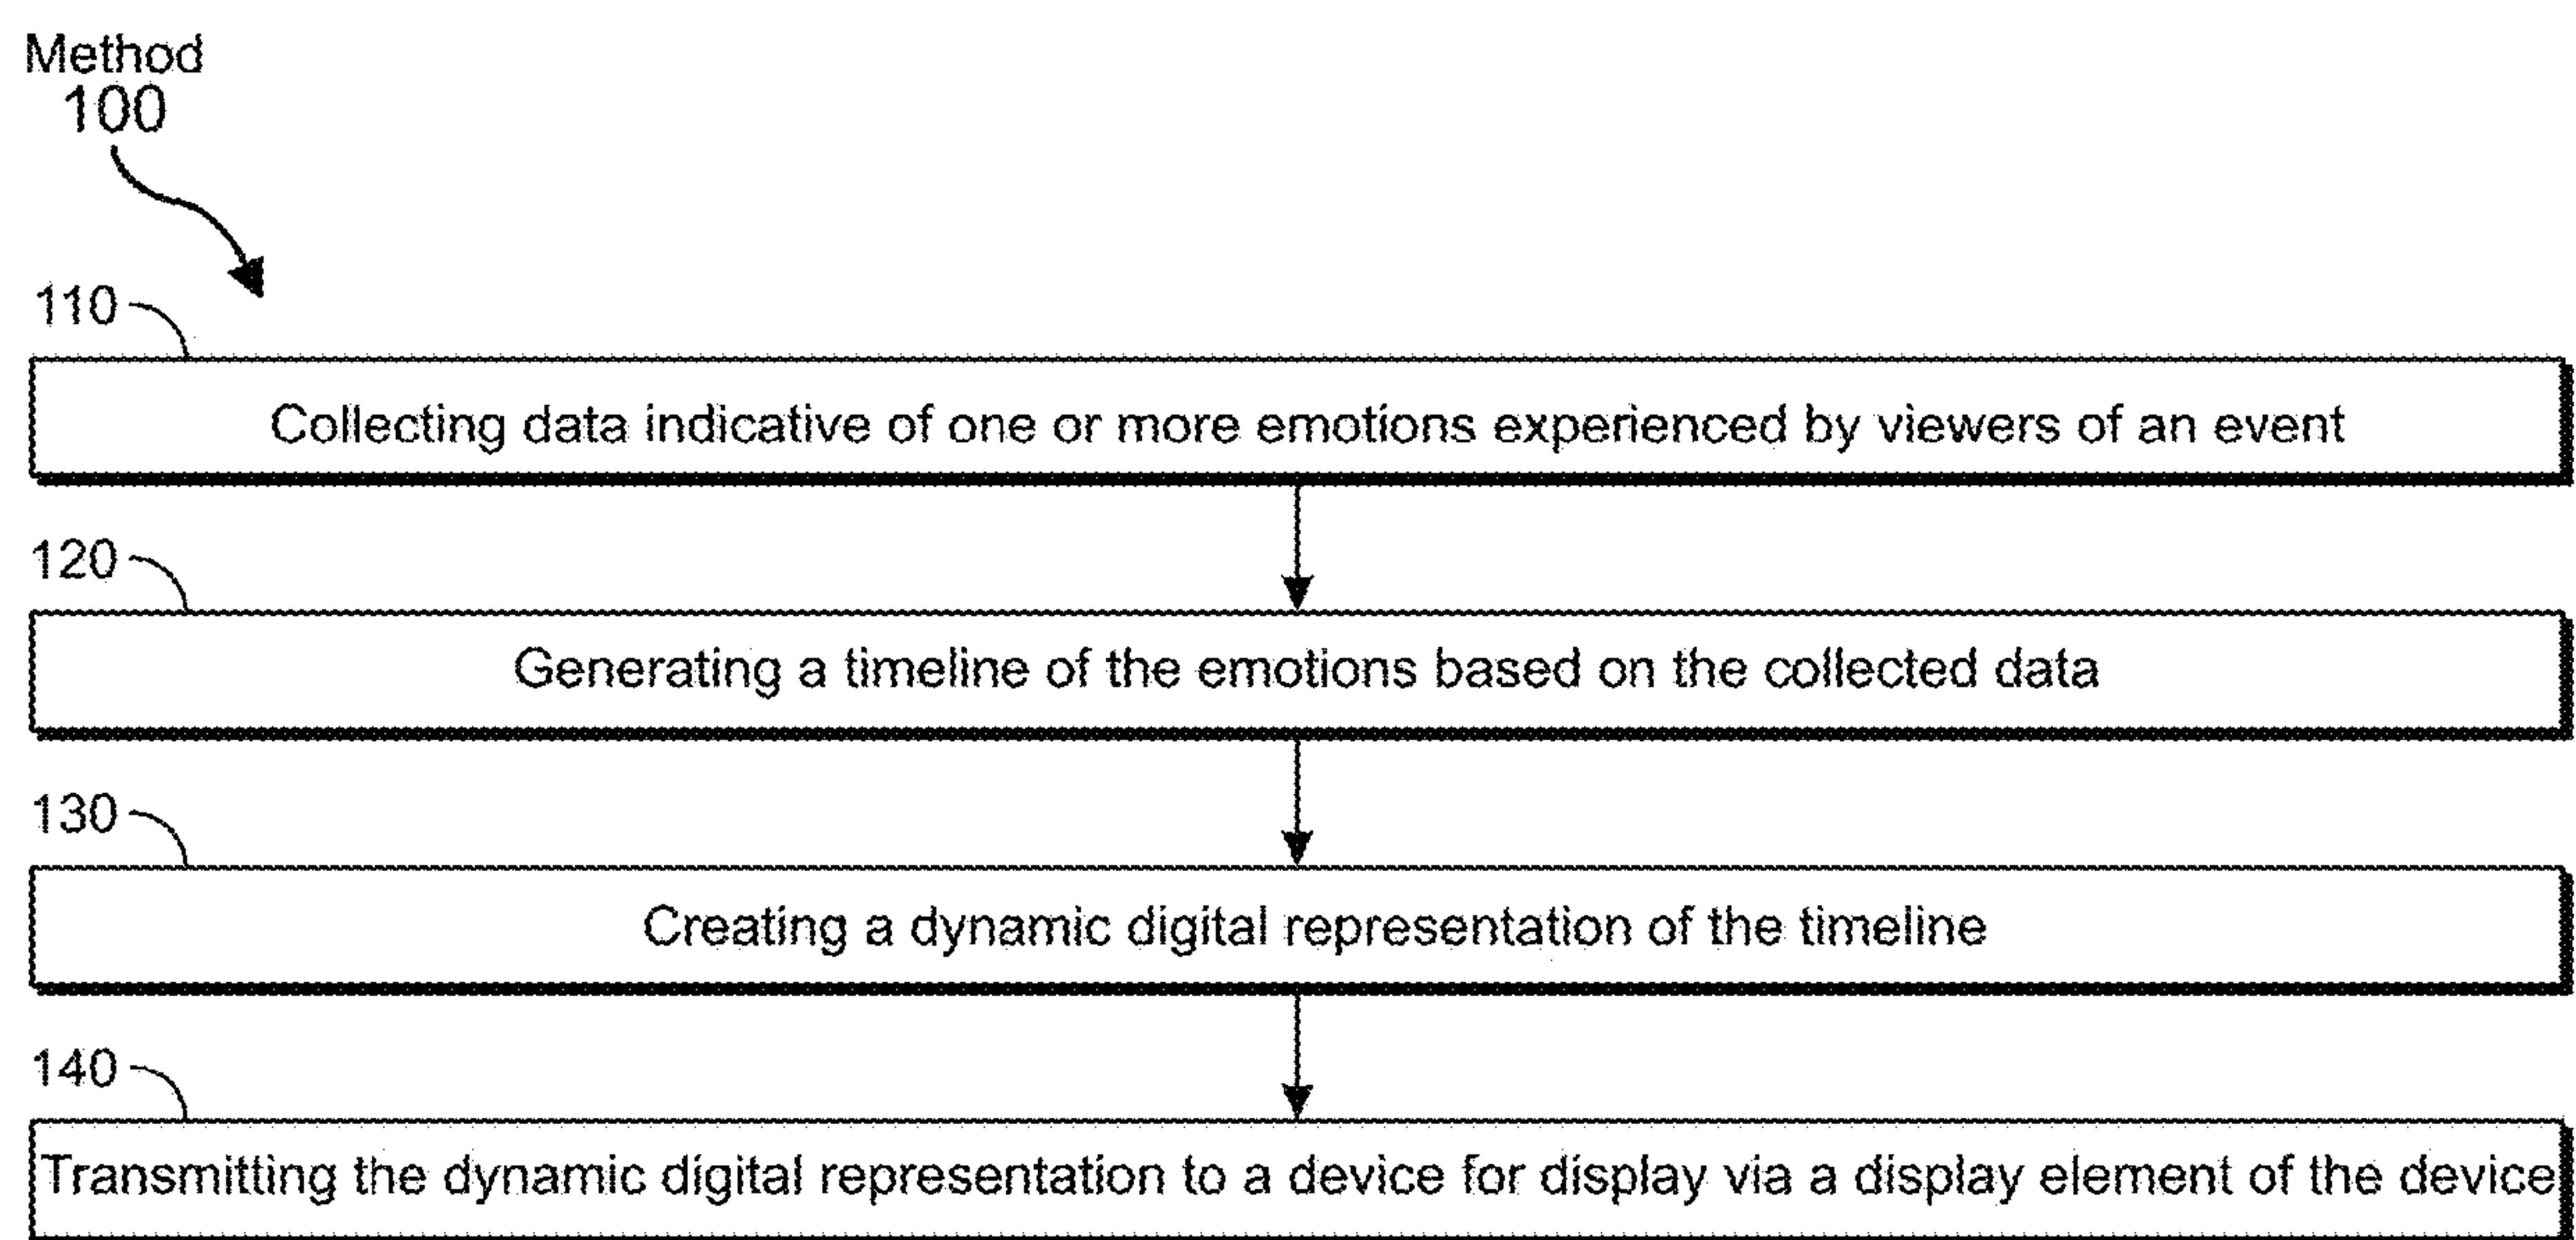 Method
100
110
Collecting data indicative of one or more emotions experienced by viewers of an event
120
Generating a timeline of the emotions based on the collected data
130
Creating a dynamic digital representation of the timeline
140
Transmitting the dynamic digital representation to a device for display via a display element of the device